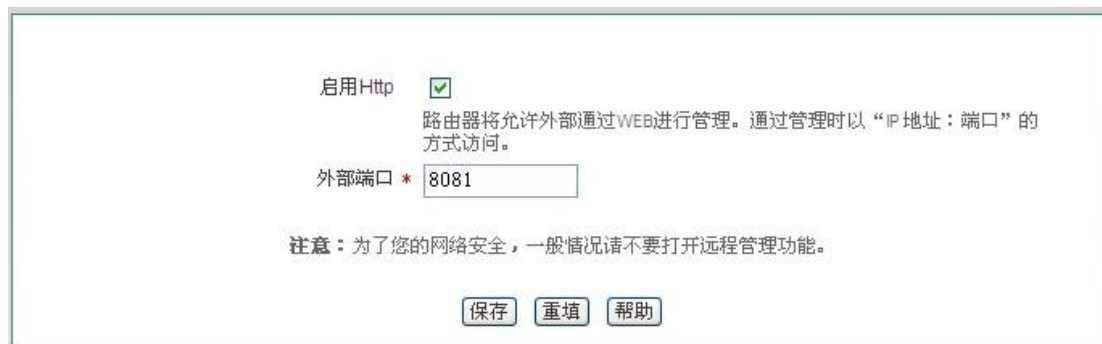 启用Http
路由器将允许外部通过WEB进行管理。通过管理时以“IP地址：端口”的
方式访问。
外部端口 * 8081
注意：为了您的网络安全，一般情况请不要打开远程管理功能。
保存 重填 帮助